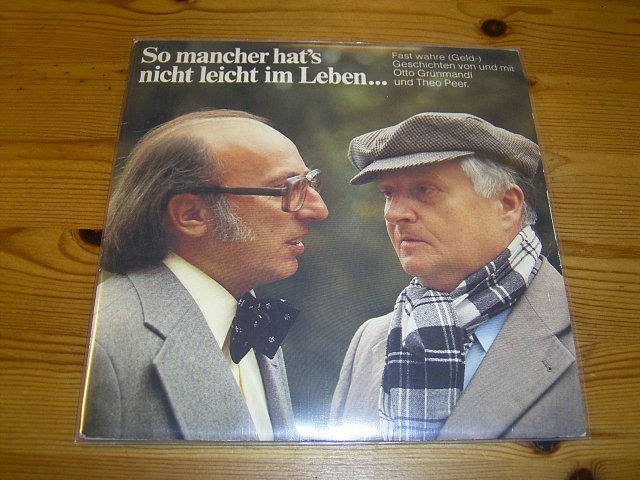 So mancher hat's
nicht leicht im Leben...
Fast wahre (Geld-)
Geschichten von und mit
Otto Grünmandl
und Theo Peer.